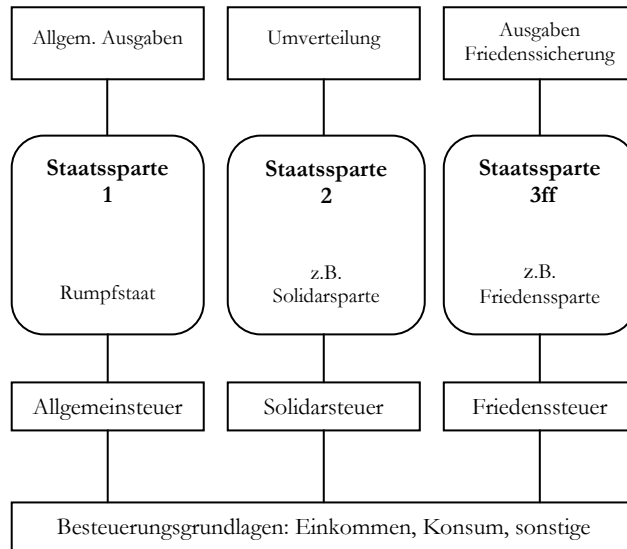 Allgem. Ausgaben
Umverteilung
Ausgaben
Friedenssicherung
Staatssparte
1
Rumpfstaat
Staatssparte
2
z.B.
Solidarsparte
Staatssparte
3ff
z.B.
Friedenssparte
Allgemeinsteuer
Solidarsteuer
Friedenssteuer
Besteuerungsgrundlagen: Einkommen, Konsum, sonstige